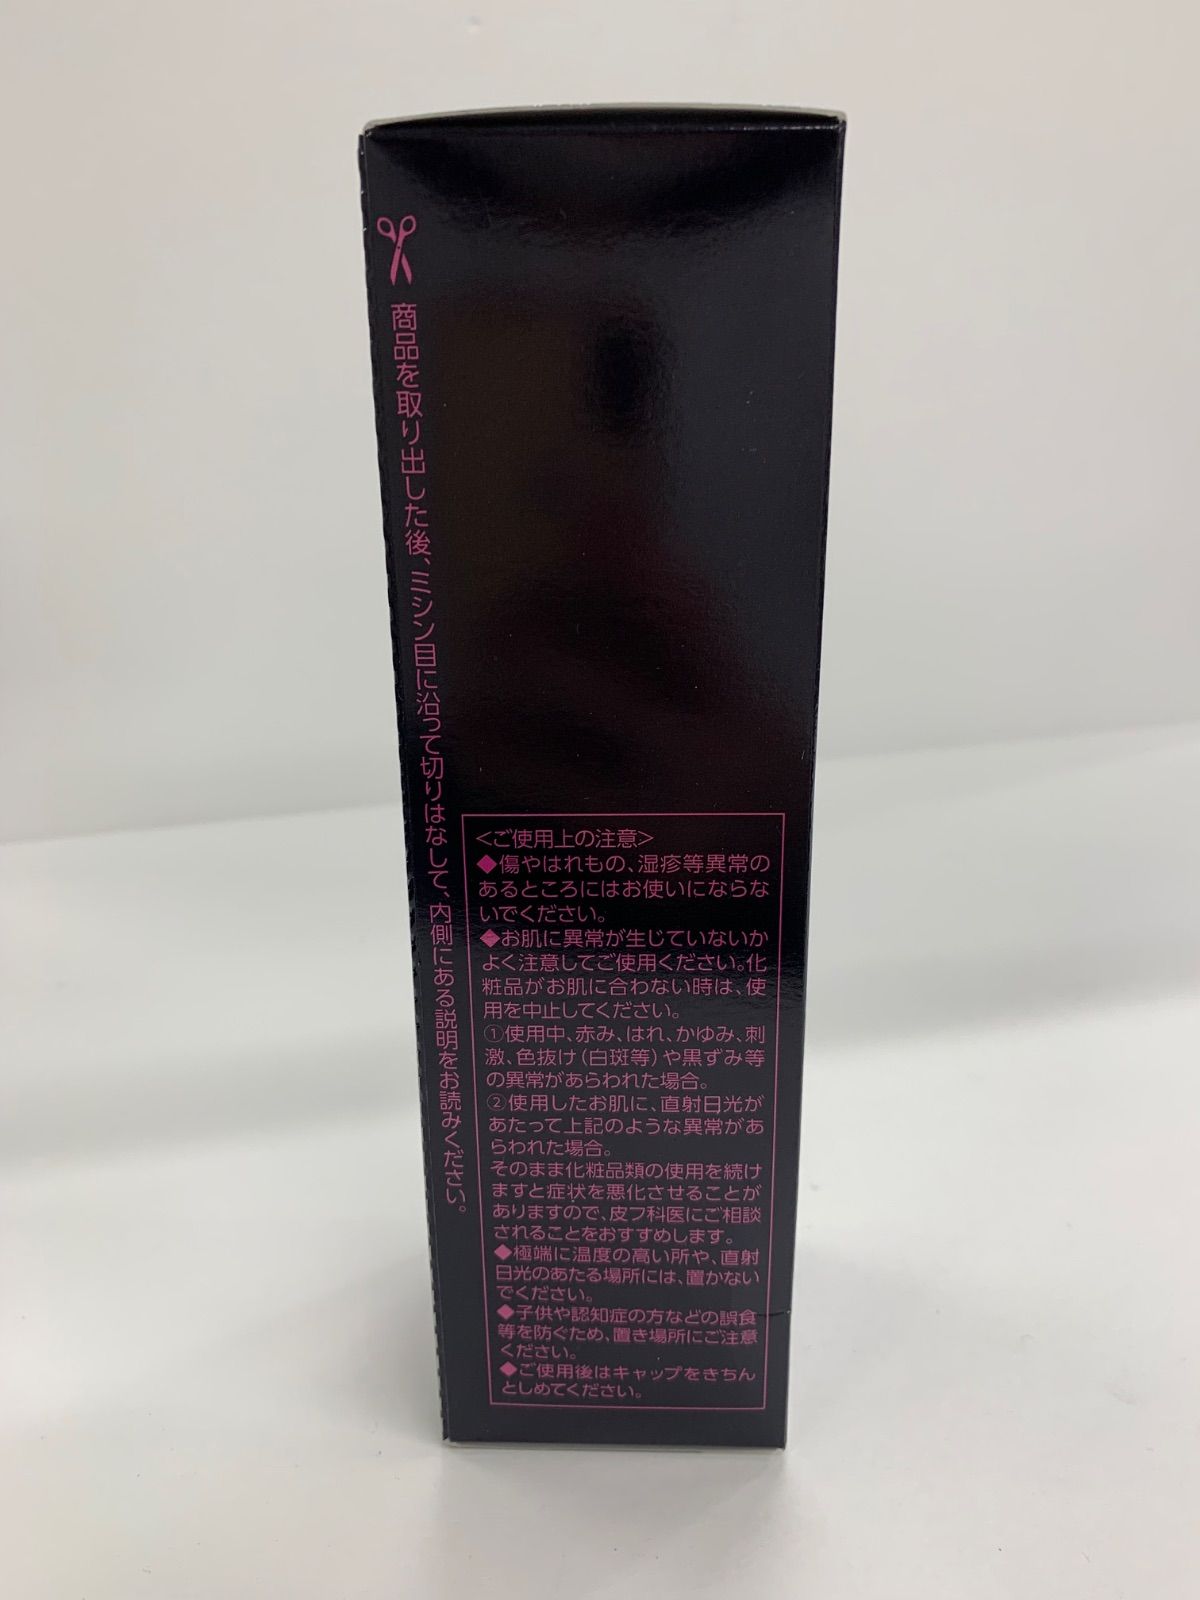 商品を取り出した後、ミシン目に沿って切りはなして、内側にある説明をお読みください。
<ご使用上の注意>
◆傷やはれもの、湿疹等異常の
あるところにはお使いにならな
いでください。
◆お肌に異常が生じていないか
よく注意してご使用ください。化
粧品がお肌に合わない時は、使
用を中止してください。
①使用中、赤み、はれ、かゆみ、刺
激、色抜け(白斑等)や黒ずみ等
の異常があらわれた場合。
②使用したお肌に、直射日光が
あたって上記のような異常があ
らわれた場合。
そのまま化粧品類の使用を続け
ますと症状を悪化させることが
ありますので、皮フ科医にご相談
されることをおすすめします。
◆極端に温度の高い所や、直射
日光のあたる場所には、置かない
でください。
◆子供や認知症の方などの誤食
等を防ぐため、置き場所にご注意
ください。
◆ご使用後はキャップをきちん
としめてください。